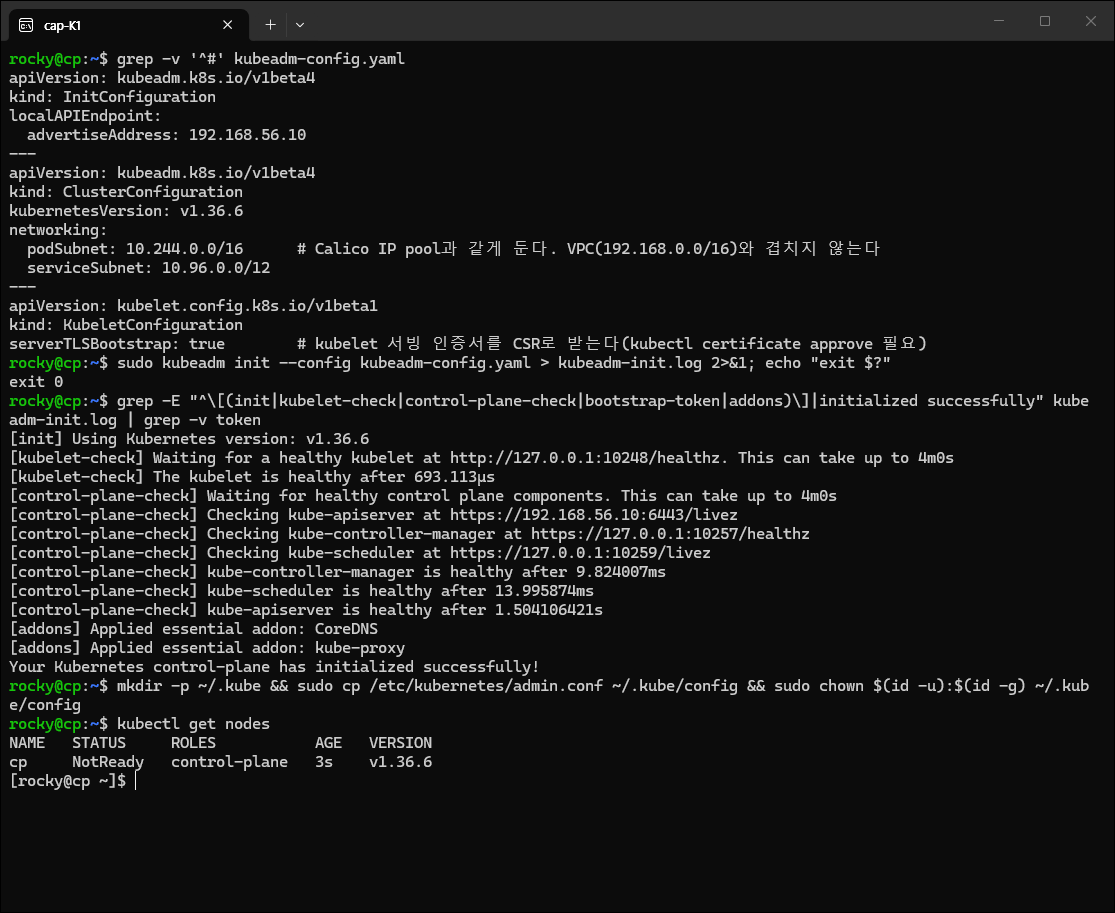 cap-K1
rocky@cp:~$ grep -v '^#' kubeadm-config.yaml
apiVersion: kubeadm.k8s.io/v1beta4
kind: InitConfiguration
localAPIEndpoint:
  advertiseAddress: 192.168.56.10
---
apiVersion: kubeadm.k8s.io/v1beta4
kind: ClusterConfiguration
kubernetesVersion: v1.36.6
networking:
  podSubnet: 10.244.0.0/16      # Calico IP pool과 같게 둔다. VPC(192.168.0.0/16)와 겹치지 않는다
  serviceSubnet: 10.96.0.0/12
---
apiVersion: kubelet.config.k8s.io/v1beta1
kind: KubeletConfiguration
serverTLSBootstrap: true        # kubelet 서빙 인증서를 CSR로 받는다(kubectl certificate approve 필요)
rocky@cp:~$ sudo kubeadm init --config kubeadm-config.yaml > kubeadm-init.log 2>&1; echo "exit $?"
exit 0
rocky@cp:~$ grep -E "^\[(init|kubelet-check|control-plane-check|bootstrap-token|addons)\]|initialized successfully" kube
adm-init.log | grep -v token
[init] Using Kubernetes version: v1.36.6
[kubelet-check] Waiting for a healthy kubelet at http://127.0.0.1:10248/healthz. This can take up to 4m0s
[kubelet-check] The kubelet is healthy after 693.113µs
[control-plane-check] Waiting for healthy control plane components. This can take up to 4m0s
[control-plane-check] Checking kube-apiserver at https://192.168.56.10:6443/livez
[control-plane-check] Checking kube-controller-manager at https://127.0.0.1:10257/healthz
[control-plane-check] Checking kube-scheduler at https://127.0.0.1:10259/livez
[control-plane-check] kube-controller-manager is healthy after 9.824007ms
[control-plane-check] kube-scheduler is healthy after 13.995874ms
[control-plane-check] kube-apiserver is healthy after 1.504106421s
[addons] Applied essential addon: CoreDNS
[addons] Applied essential addon: kube-proxy
Your Kubernetes control-plane has initialized successfully!
rocky@cp:~$ mkdir -p ~/.kube && sudo cp /etc/kubernetes/admin.conf ~/.kube/config && sudo chown $(id -u):$(id -g) ~/.kub
e/config
rocky@cp:~$ kubectl get nodes
NAME   STATUS     ROLES           AGE   VERSION
cp     NotReady   control-plane   3s    v1.36.6
[rocky@cp ~]$